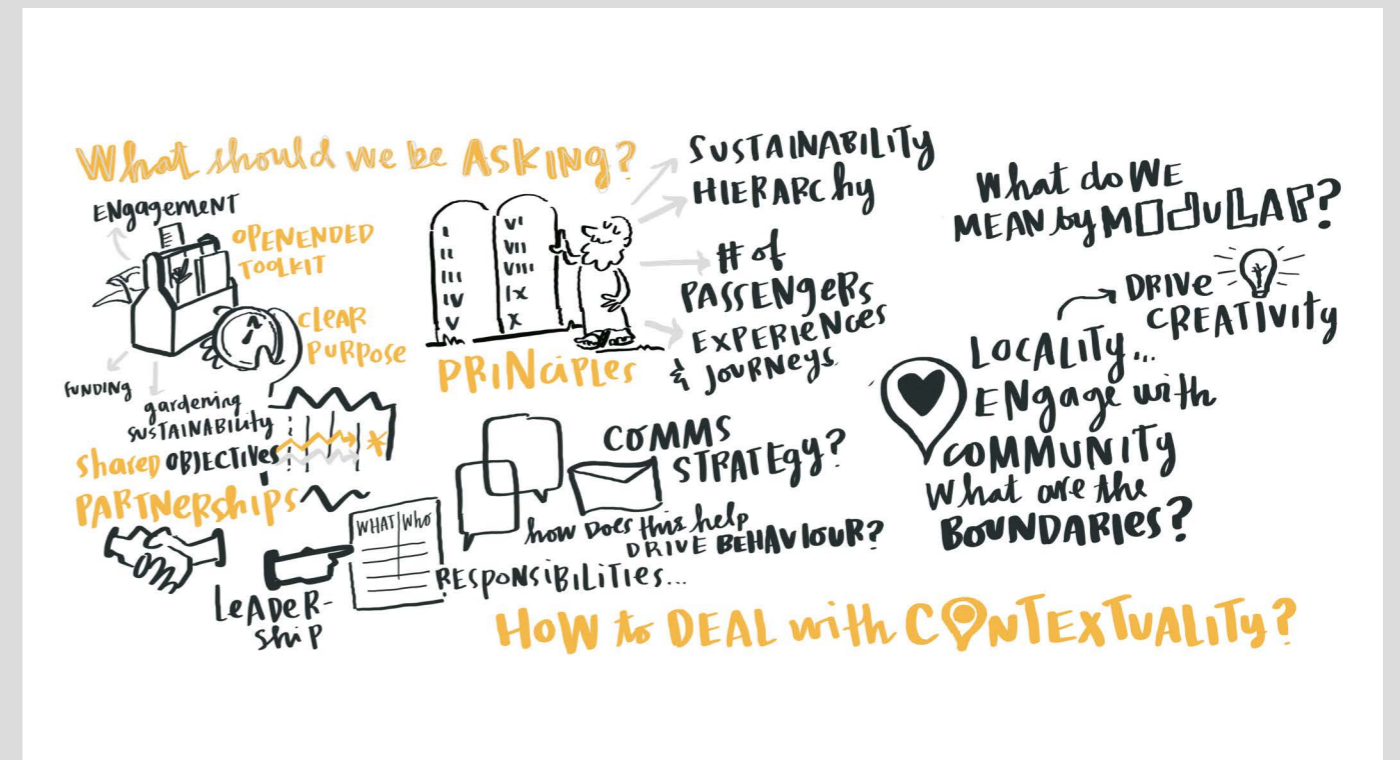 What should we be ASKING?
ENgagemeNT
OPENENDED
TOOLKIT
CLEAR
PURPOSE
FUNDING
gardening
SUSTAINABILITY
Shared OBJECTIVES
PARTNERSHIPS
LEADER-
ShiP
WHAT Who
RESPONSIBILITIES...
I
II
III
IV
V
VI
VII
VIII
IX
X
PRINCIPLES
SUSTAINABILITY
HIERARChy
# of
PASSENgERS
EXPERIENCES
& JOURNEYS
COMMS
STRATEgy?
how Does this help
DRIVE BEHAVIOUR?
What do WE
MEAN by MODULAR?
DRIVE
CREATIVITY
LOCALITY...
ENgage with
COMMUNITY
What are the
BOUNDARIES?
HOW to DEAL with CONTEXTUALITY?